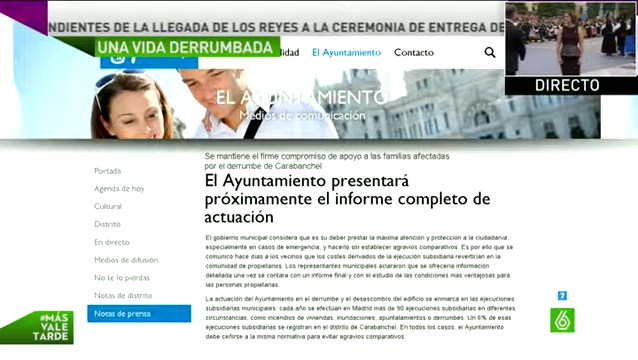 NDIENTES DE LA LLEGADA DE LOS REYES A LA CEREMONIA DE ENTREGA DE
UNA VIDA DERRUMBADA
lidad El Ayuntamiento Contacto
DIRECTO
EL AYUNTAMIENTO
Medios de comunicación
Se mantiene el firme compromiso de apoyo a las familias afectadas
por el derrumbe de Carabanchel
El Ayuntamiento presentará
próximamente el informe completo de
actuación
El gobierno municipal considera que es su deber prestar la máxima atención y protección a la ciudadanía,
especialmente en casos de emergencia, y hacerlo sin establecer agravios comparativos. Es por ello que se
comunicó hace días a los vecinos que los costes derivados de la ejecución subsidiaria revertirían en la
comunidad de propietarios. Los representantes municipales aclararon que se ofrecería información
detallada una vez se contara con un informe final y con el estudio de las condiciones más ventajosas para
las personas propietarias.
La actuación del Ayuntamiento en el derrumbe y el desescombro del edificio se enmarca en las ejecuciones
subsidiarias municipales: cada año se efectúan en Madrid más de 90 ejecuciones subsidiarias en diferentes
circunstancias, como incendios de viviendas, inundaciones, apuntalamientos o derrumbes. Un 6% de esas
ejecuciones subsidiarias se registran en el distrito de Carabanchel. En todos los casos, el Ayuntamiento
debe ceñirse a la misma normativa para evitar agravios comparativos.
Portada
Agenda de hoy
Cultural
Distrito
En directo
Medios de difusión
No te lo pierdas
Notas de distrito
Notas de prensa
#MÁS
VALE
TARDE
7
6